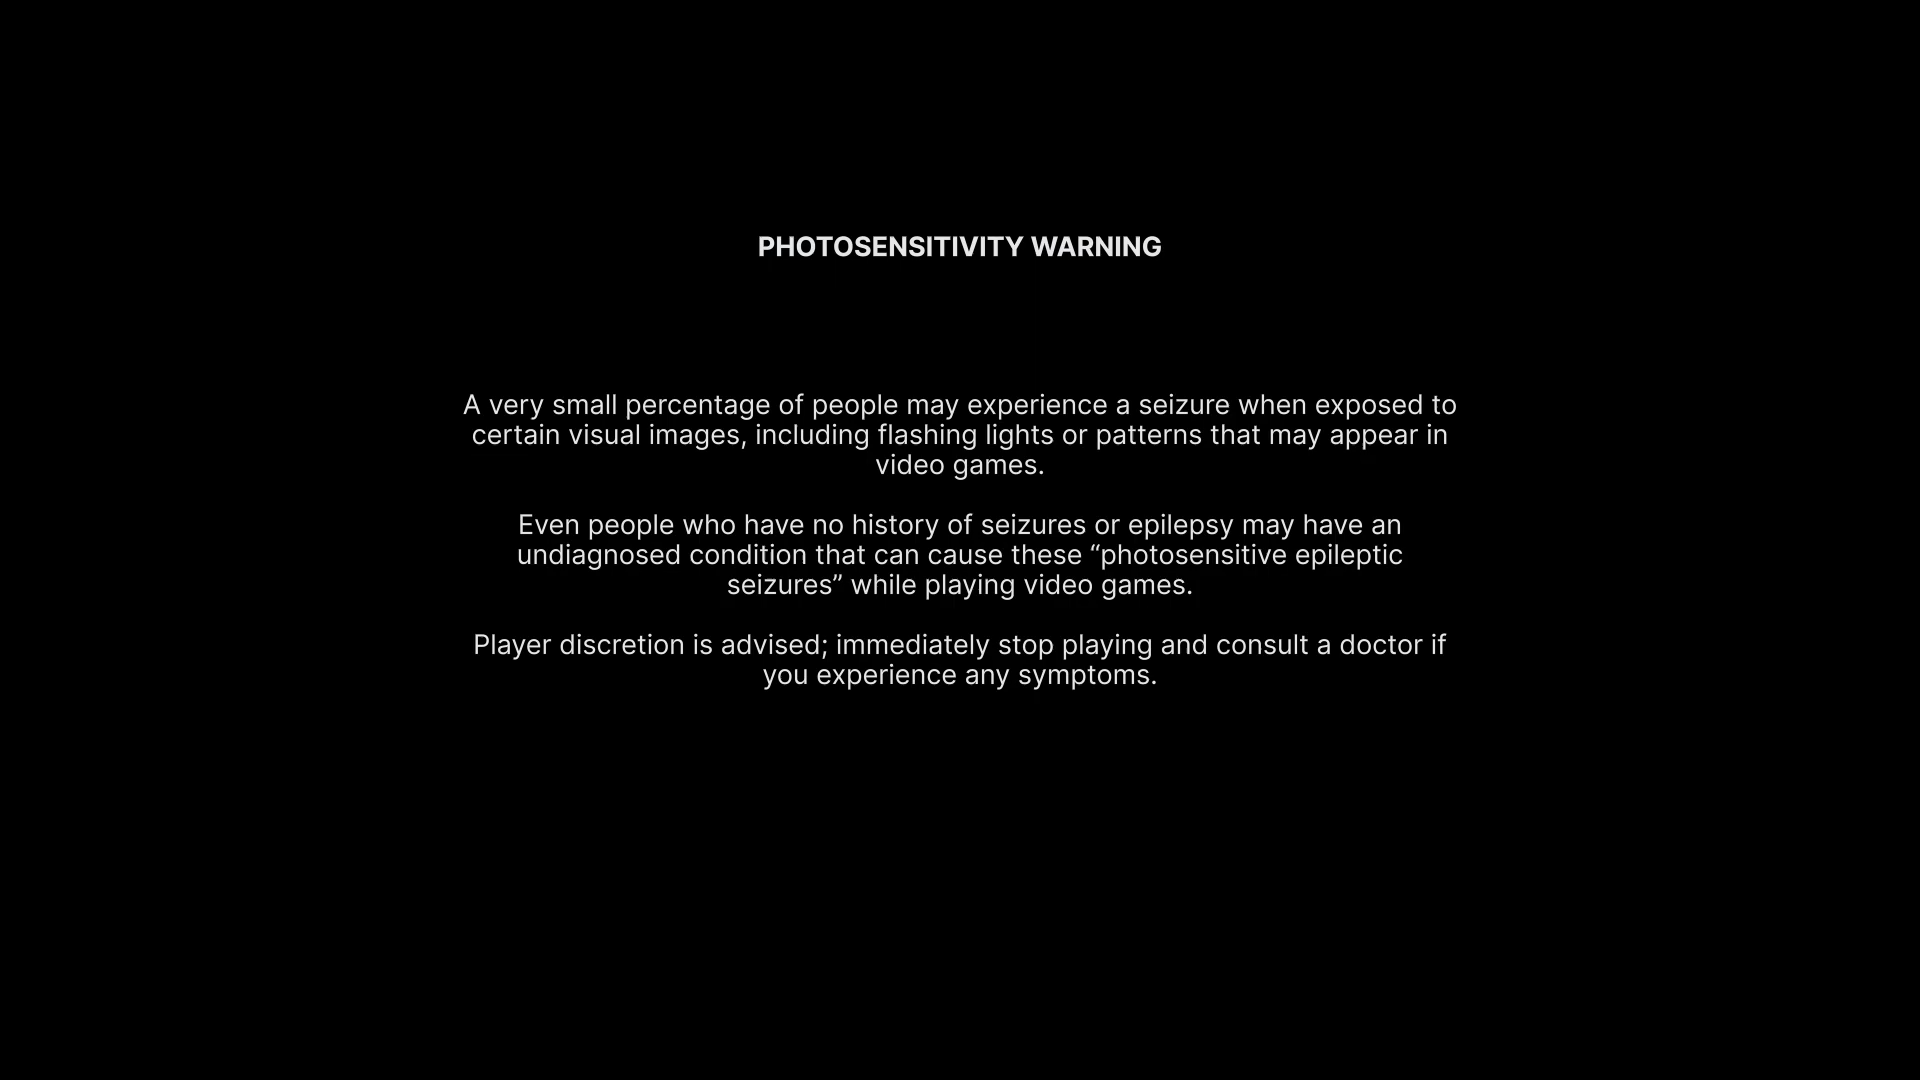 PHOTOSENSITIVITY WARNING
A very small percentage of people may experience a seizure when exposed to
certain visual images, including flashing lights or patterns that may appear in
video games.
Even people who have no history of seizures or epilepsy may have an
undiagnosed condition that can cause these “photosensitive epileptic
seizures” while playing video games.
Player discretion is advised; immediately stop playing and consult a doctor if
you experience any symptoms.